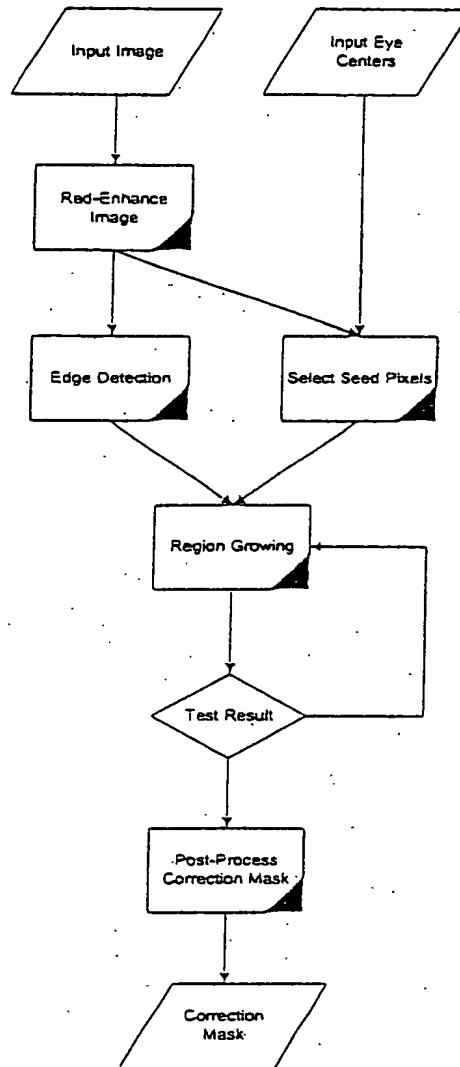 Input Image
Input Eye
Centers
Red-Enhance
Image
Edge Detection
Select Seed Pixels
Region Growing
Test Result
Post-Process
Correction Mask
Correction
Mask